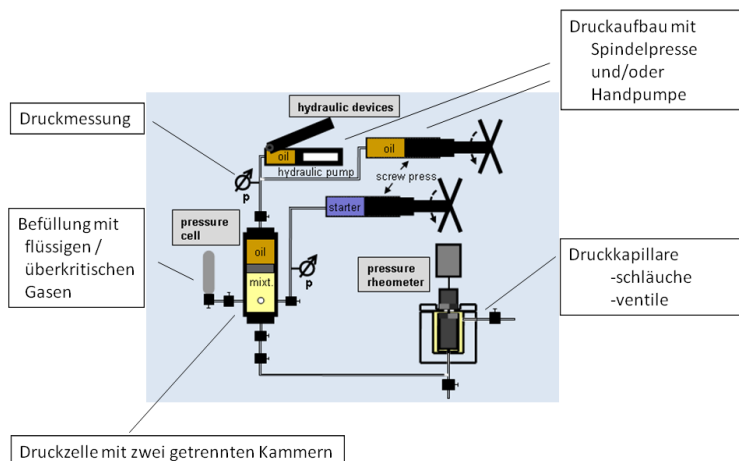 Druckaufbau mit
Spindelpresse
und/oder
Handpumpe
Druckmessung
hydraulic devices
oil
hydraulic pump
oil
screw press
p
starter
Befüllung mit
flüssigen /
überkritischen
Gasen
pressure
cell
oil
mixt.
p
pressure
rheometer
Druckkapillare
-schläuche
-ventile
Druckzelle mit zwei getrennten Kammern